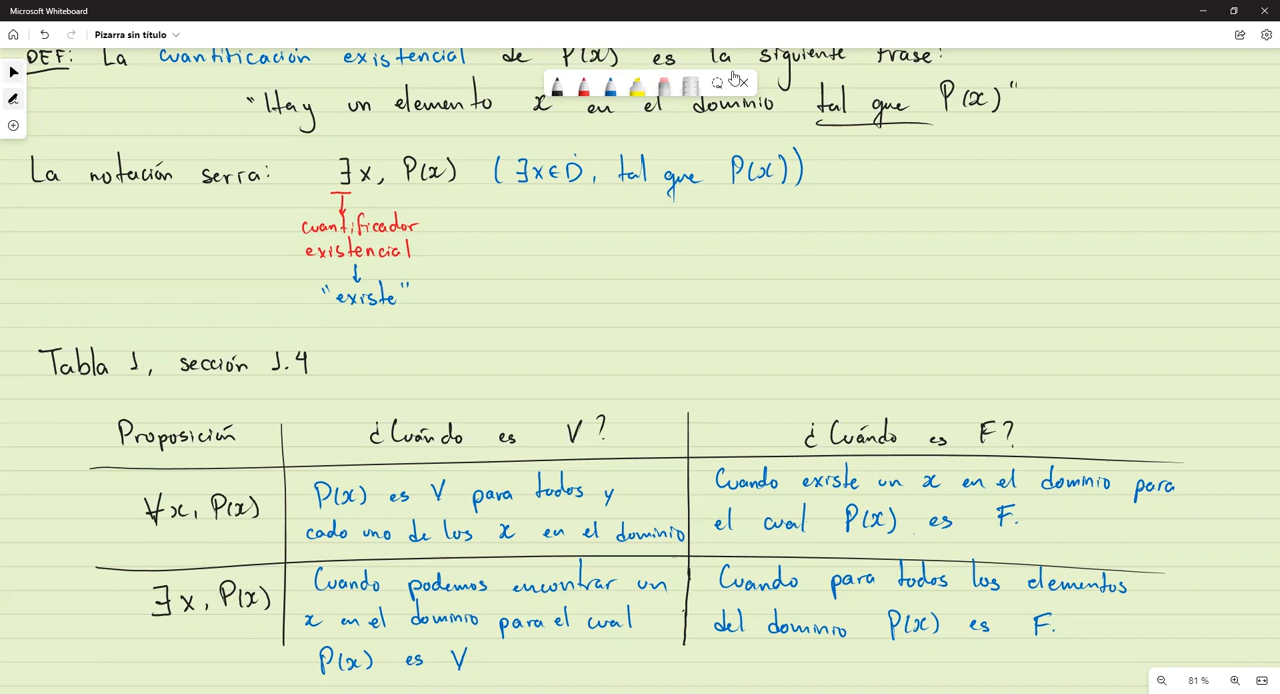 Microsoft Whiteboard
Pizarra sin título
DEF: La cuantificación existencial de P(x) es la siguiente frase:
"Hay un elemento x en el dominio tal que P(x)"
La notación serra: ∃x, P(x) (∃x∈D, tal que P(x))
cuantificador
existencial
↓
"existe"
Tabla 1, sección 1.4
Proposición ¿Cuándo es V? ¿Cuándo es F?
∀x, P(x) P(x) es V para todos y cado uno de los x en el dominio Cuando existe un x en el dominio para el cual P(x) es F.
∃x, P(x) Cuando podemos encontrar un x en el dominio para el cual P(x) es V Cuando para todos los elementos del dominio P(x) es F.
81 %